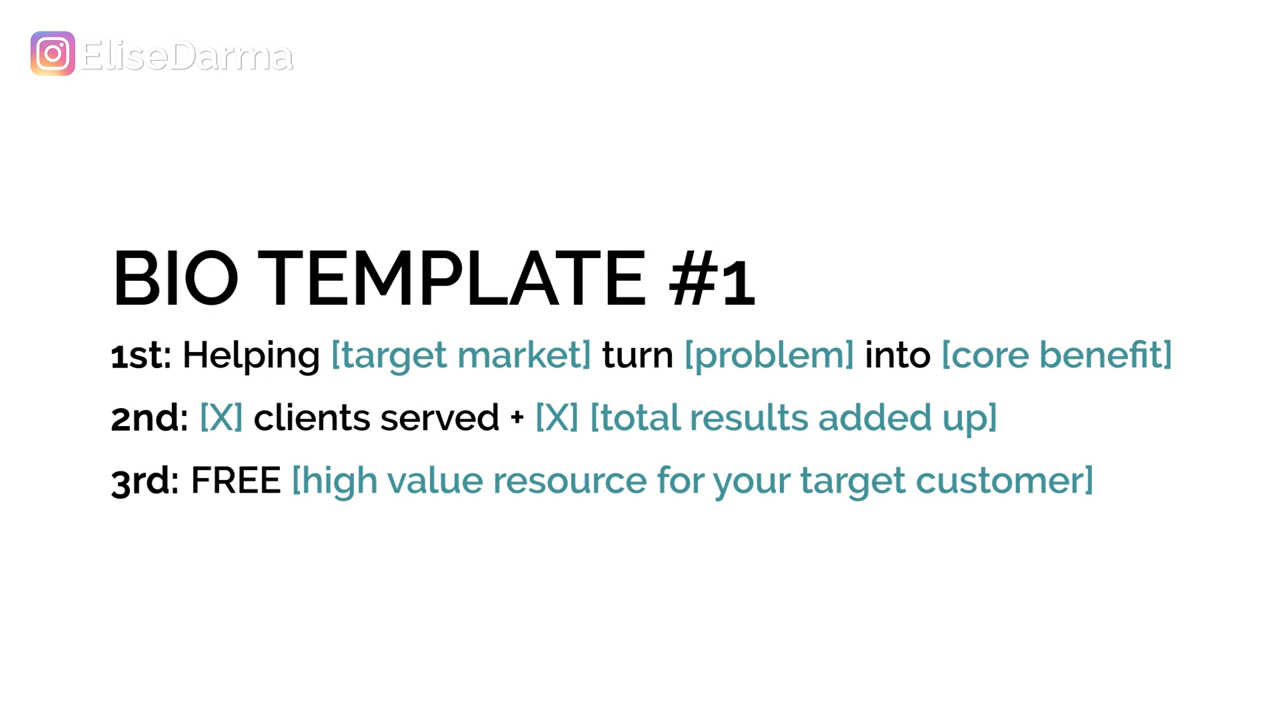 EliseDarma
BIO TEMPLATE #1
1st: Helping [target market] turn [problem] into [core benefit]
2nd: [X] clients served + [X] [total results added up]
3rd: FREE [high value resource for your target customer]